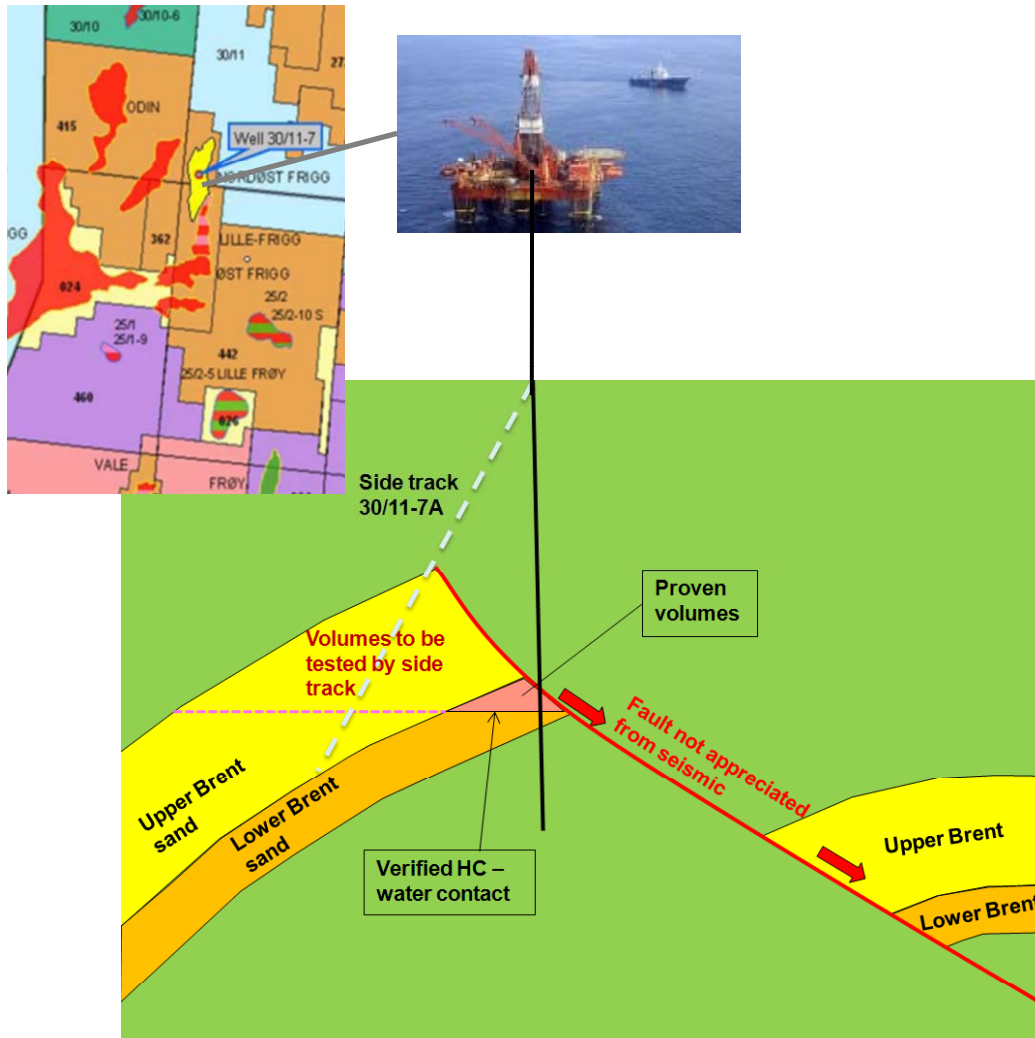 30/10
30/10-6
30/11
27
ODIN
415
Well 30/11-7
NORDØST FRIGG
GG
362
LILLE-FRIGG
ØST FRIGG
024
25/2
25/2-10 S
25/1
25/1-9
442
25/2-5 LILLE FRØY
460
026
VALE
FRØY
Side track
30/11-7A
Proven
volumes
Volumes to be
tested by side
track
Fault not appreciated
from seismic
Upper Brent
sand
Lower Brent
sand
Verified HC –
water contact
Upper Brent
Lower Brent